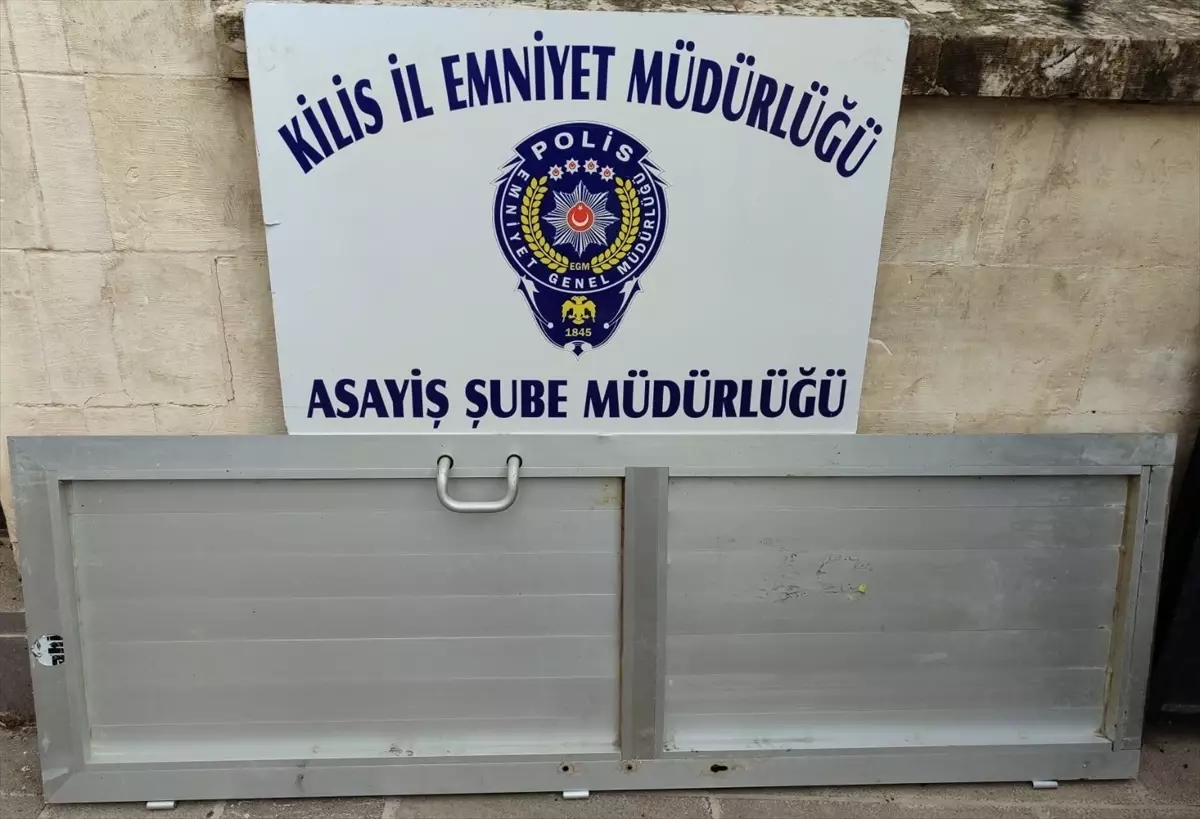 KİLİS İL EMNİYET MÜDÜRLÜĞÜ
POLİS
EMNİYET GENEL MÜDÜRLÜĞÜ
EGM
1845
ASAYİŞ ŞUBE MÜDÜRLÜĞÜ